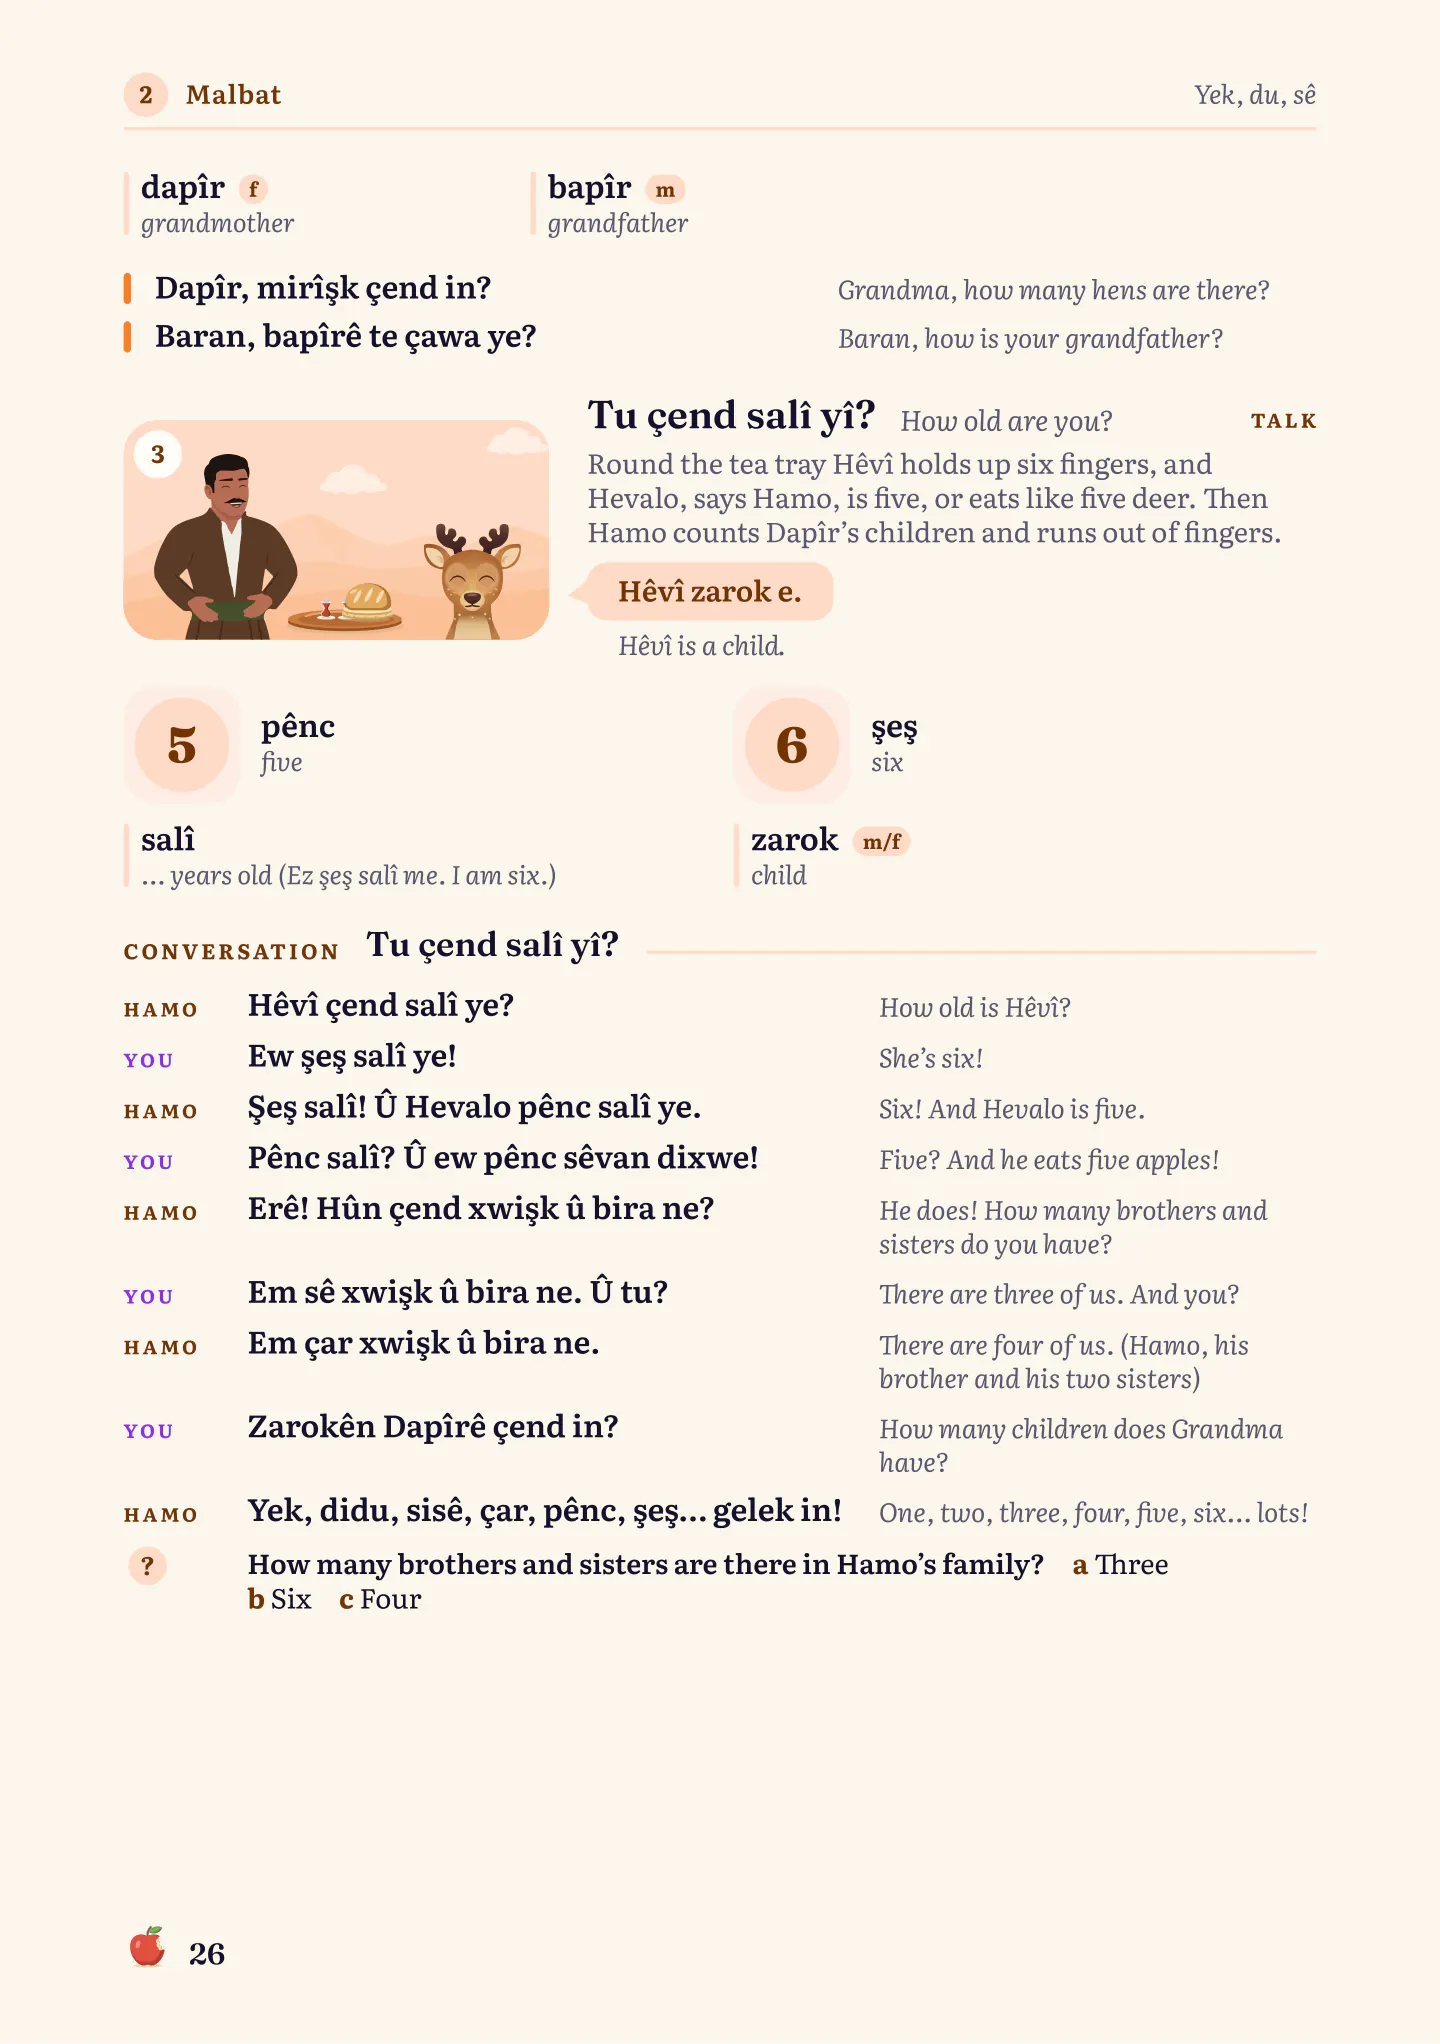 2 Malbat
Yek, du, sê
dapîr f
grandmother
bapîr m
grandfather
Dapîr, mirîşk çend in?
Grandma, how many hens are there?
Baran, bapîrê te çawa ye?
Baran, how is your grandfather?
3
Tu çend salî yî? How old are you? TALK
Round the tea tray Hêvî holds up six fingers, and
Hevalo, says Hamo, is five, or eats like five deer. Then
Hamo counts Dapîr’s children and runs out of fingers.
Hêvî zarok e.
Hêvî is a child.
5 pênc
five
6 şeş
six
salî
… years old (Ez şeş salî me. I am six.)
zarok m/f
child
CONVERSATION Tu çend salî yî?
HAMO Hêvî çend salî ye? How old is Hêvî?
YOU Ew şeş salî ye! She’s six!
HAMO Şeş salî! Û Hevalo pênc salî ye. Six! And Hevalo is five.
YOU Pênc salî? Û ew pênc sêvan dixwe! Five? And he eats five apples!
HAMO Erê! Hûn çend xwişk û bira ne? How many brothers and
He does! How many brothers and
sisters do you have?
YOU Em sê xwişk û bira ne. Û tu? There are three of us. And you?
HAMO Em çar xwişk û bira ne. There are four of us. (Hamo, his
brother and his two sisters)
YOU Zarokên Dapîrê çend in? How many children does Grandma
have?
HAMO Yek, didu, sisê, çar, pênc, şeş… gelek in! One, two, three, four, five, six… lots!
? How many brothers and sisters are there in Hamo’s family? a Three
b Six c Four
26